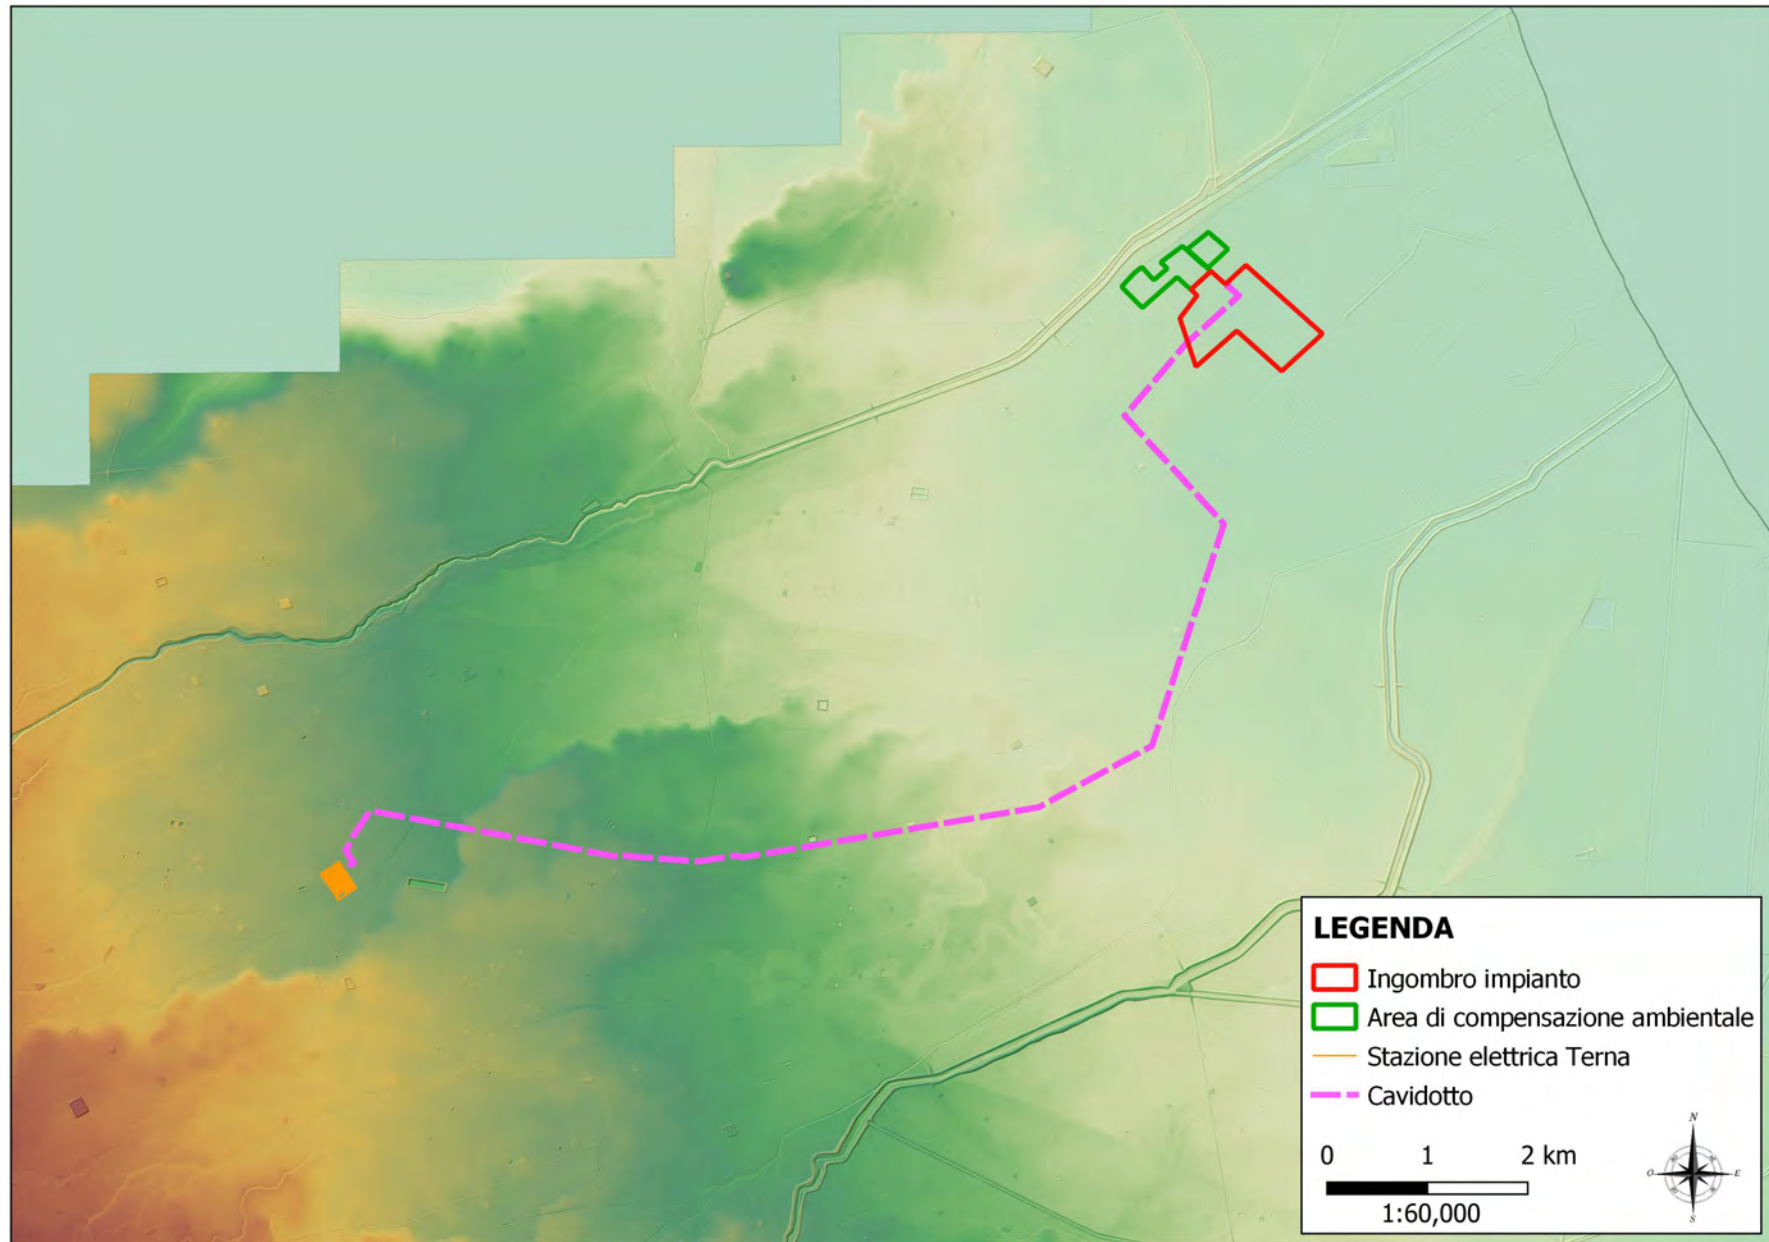 LEGENDA
Ingombro impianto
Area di compensazione ambientale
Stazione elettrica Terna
Cavidotto
0 1 2 km
1:60,000
N
O E
S